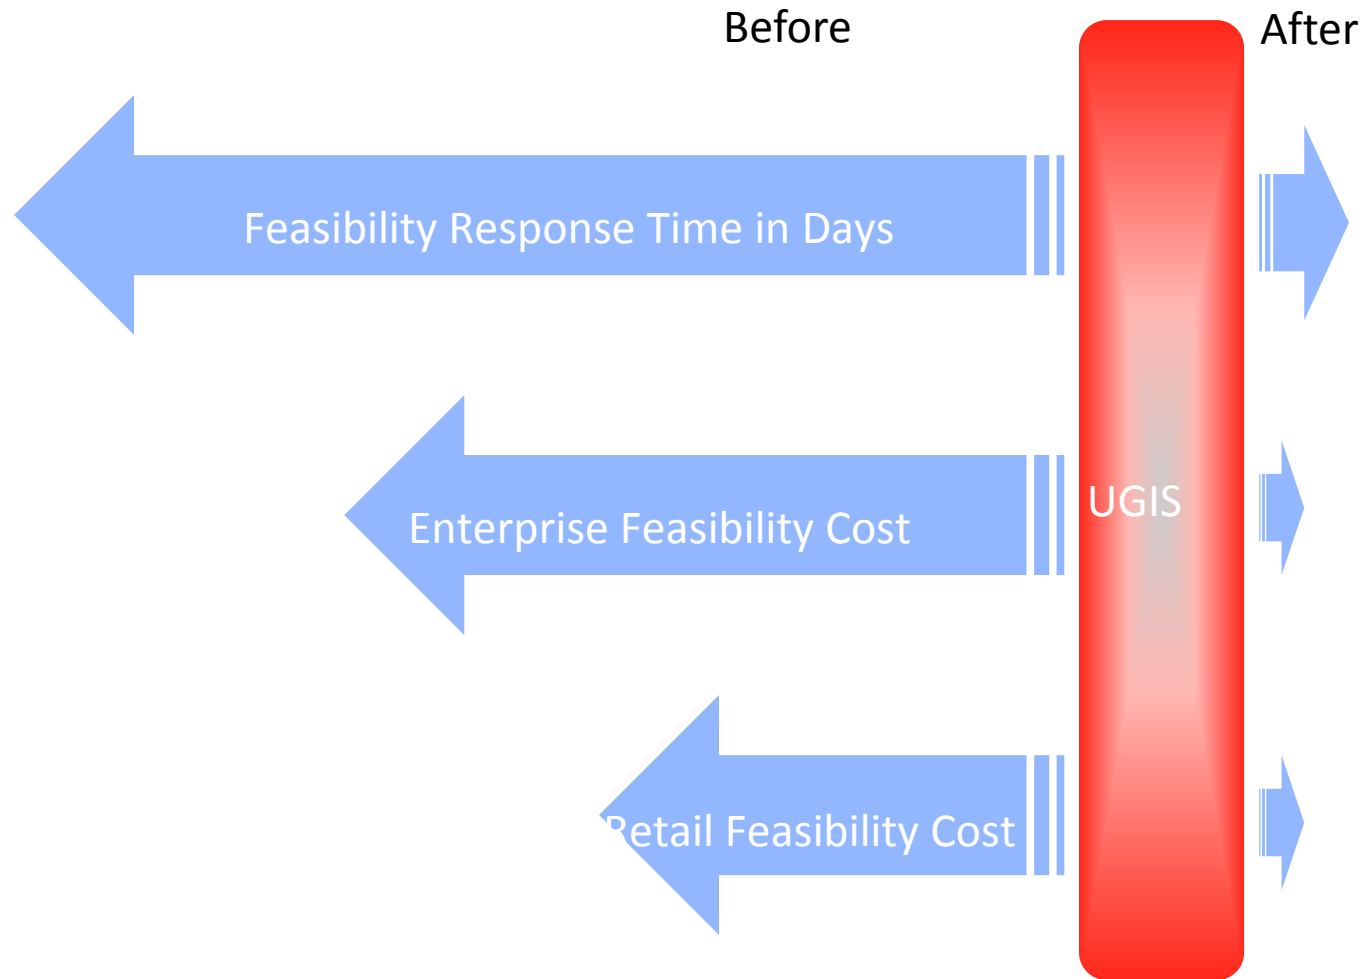 Before
After
Feasibility Response Time in Days
Enterprise Feasibility Cost
UGIS
Retail Feasibility Cost